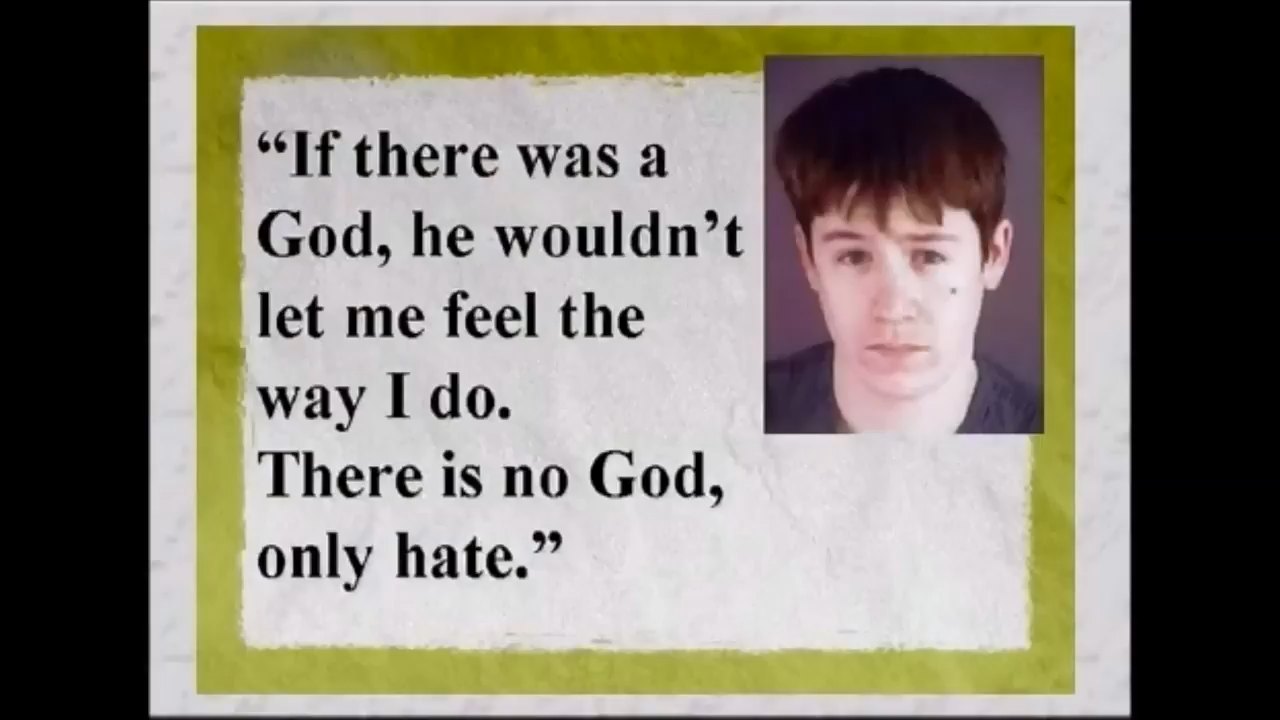 “If there was a
God, he wouldn’t
let me feel the
way I do.
There is no God,
only hate.”